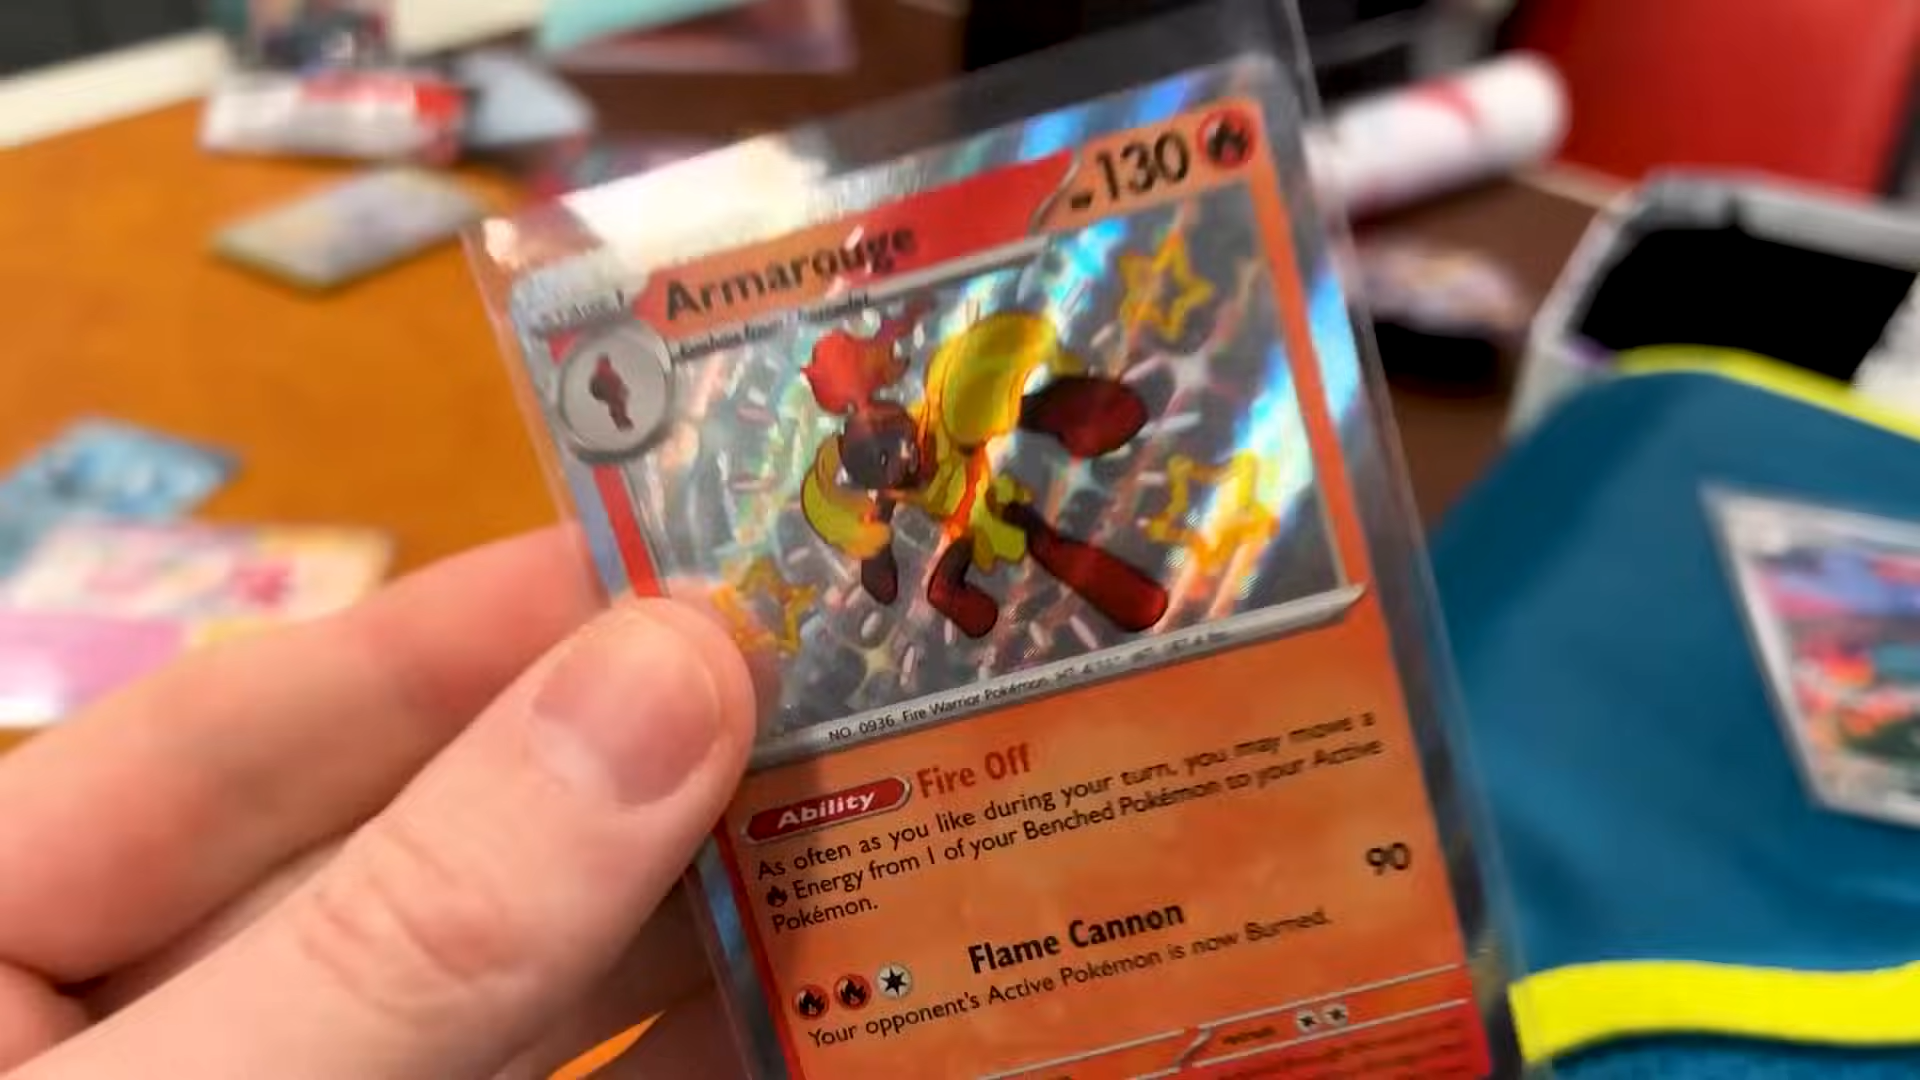 130
Armarouge
NO. 0936 Fire Warrior Pokémon
Ability Fire Off
As often as you like during your turn, you may move a
Energy from 1 of your Benched Pokémon to your Active
Pokémon.
Flame Cannon 90
Your opponent's Active Pokémon is now Burned.